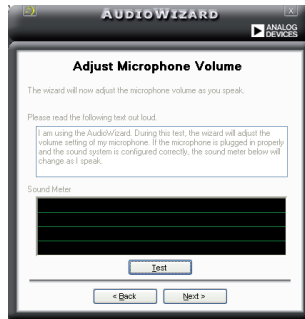 AUDIOWIZARD
X
ANALOG
DEVICES
Adjust Microphone Volume
The wizard will now adjust the microphone volume as you speak.
Please read the following text out loud.
I am using the AudioWizard. During this test, the wizard will adjust the
volume setting of my microphone. If the microphone is plugged in properly
and the sound system is configured correctly, the sound meter below will
change as I speak.
Sound Meter
Test
< Back
Next >